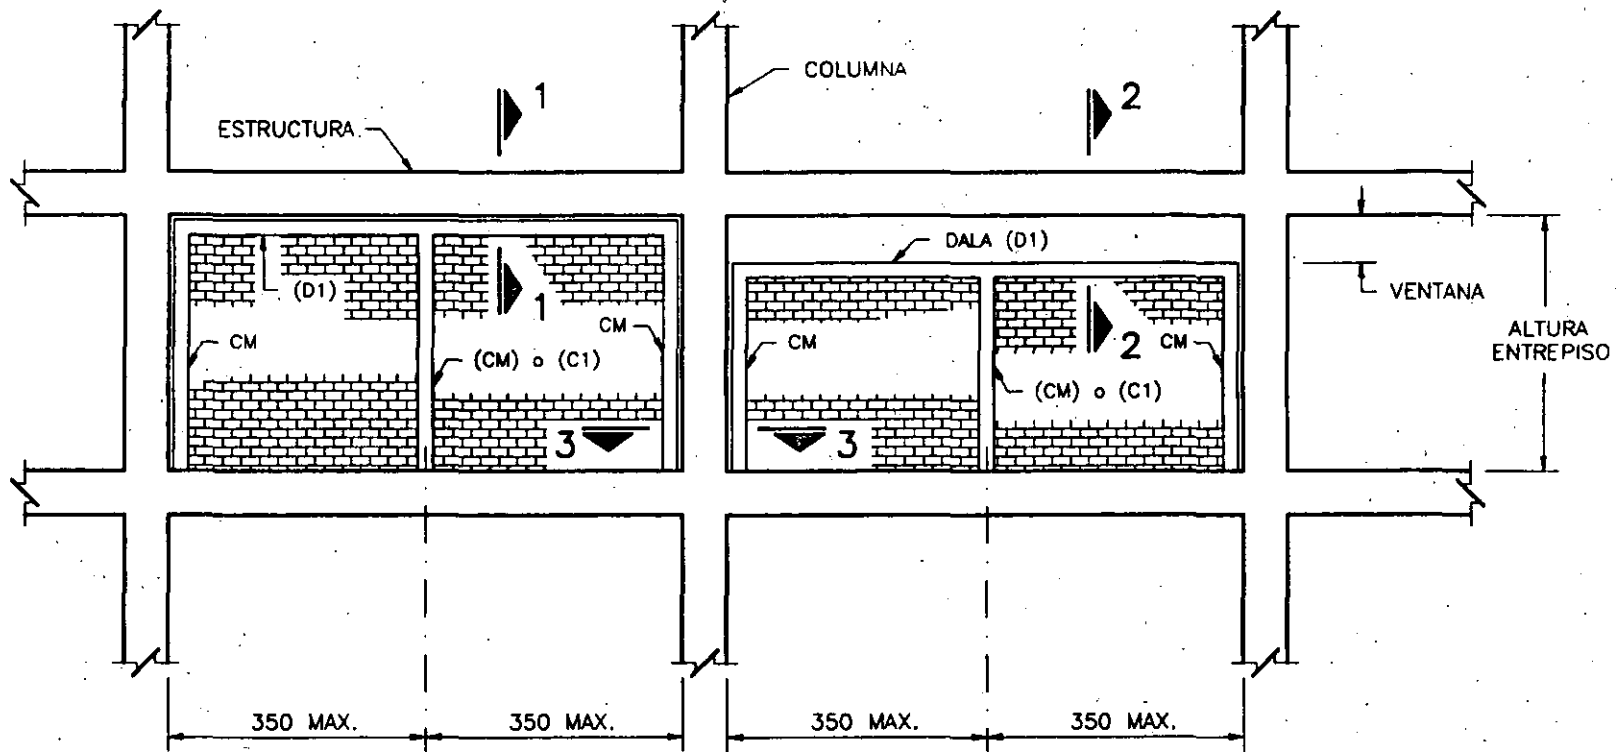 COLUMNA
1
2
ESTRUCTURA
DALA (D1)
(D1)
VENTANA
1
CM
CM
ALTURA
ENTREPISO
CM
(CM) o (C1)
CM
2
(CM) o (C1)
3
3
350 MAX.
350 MAX.
350 MAX.
350 MAX.